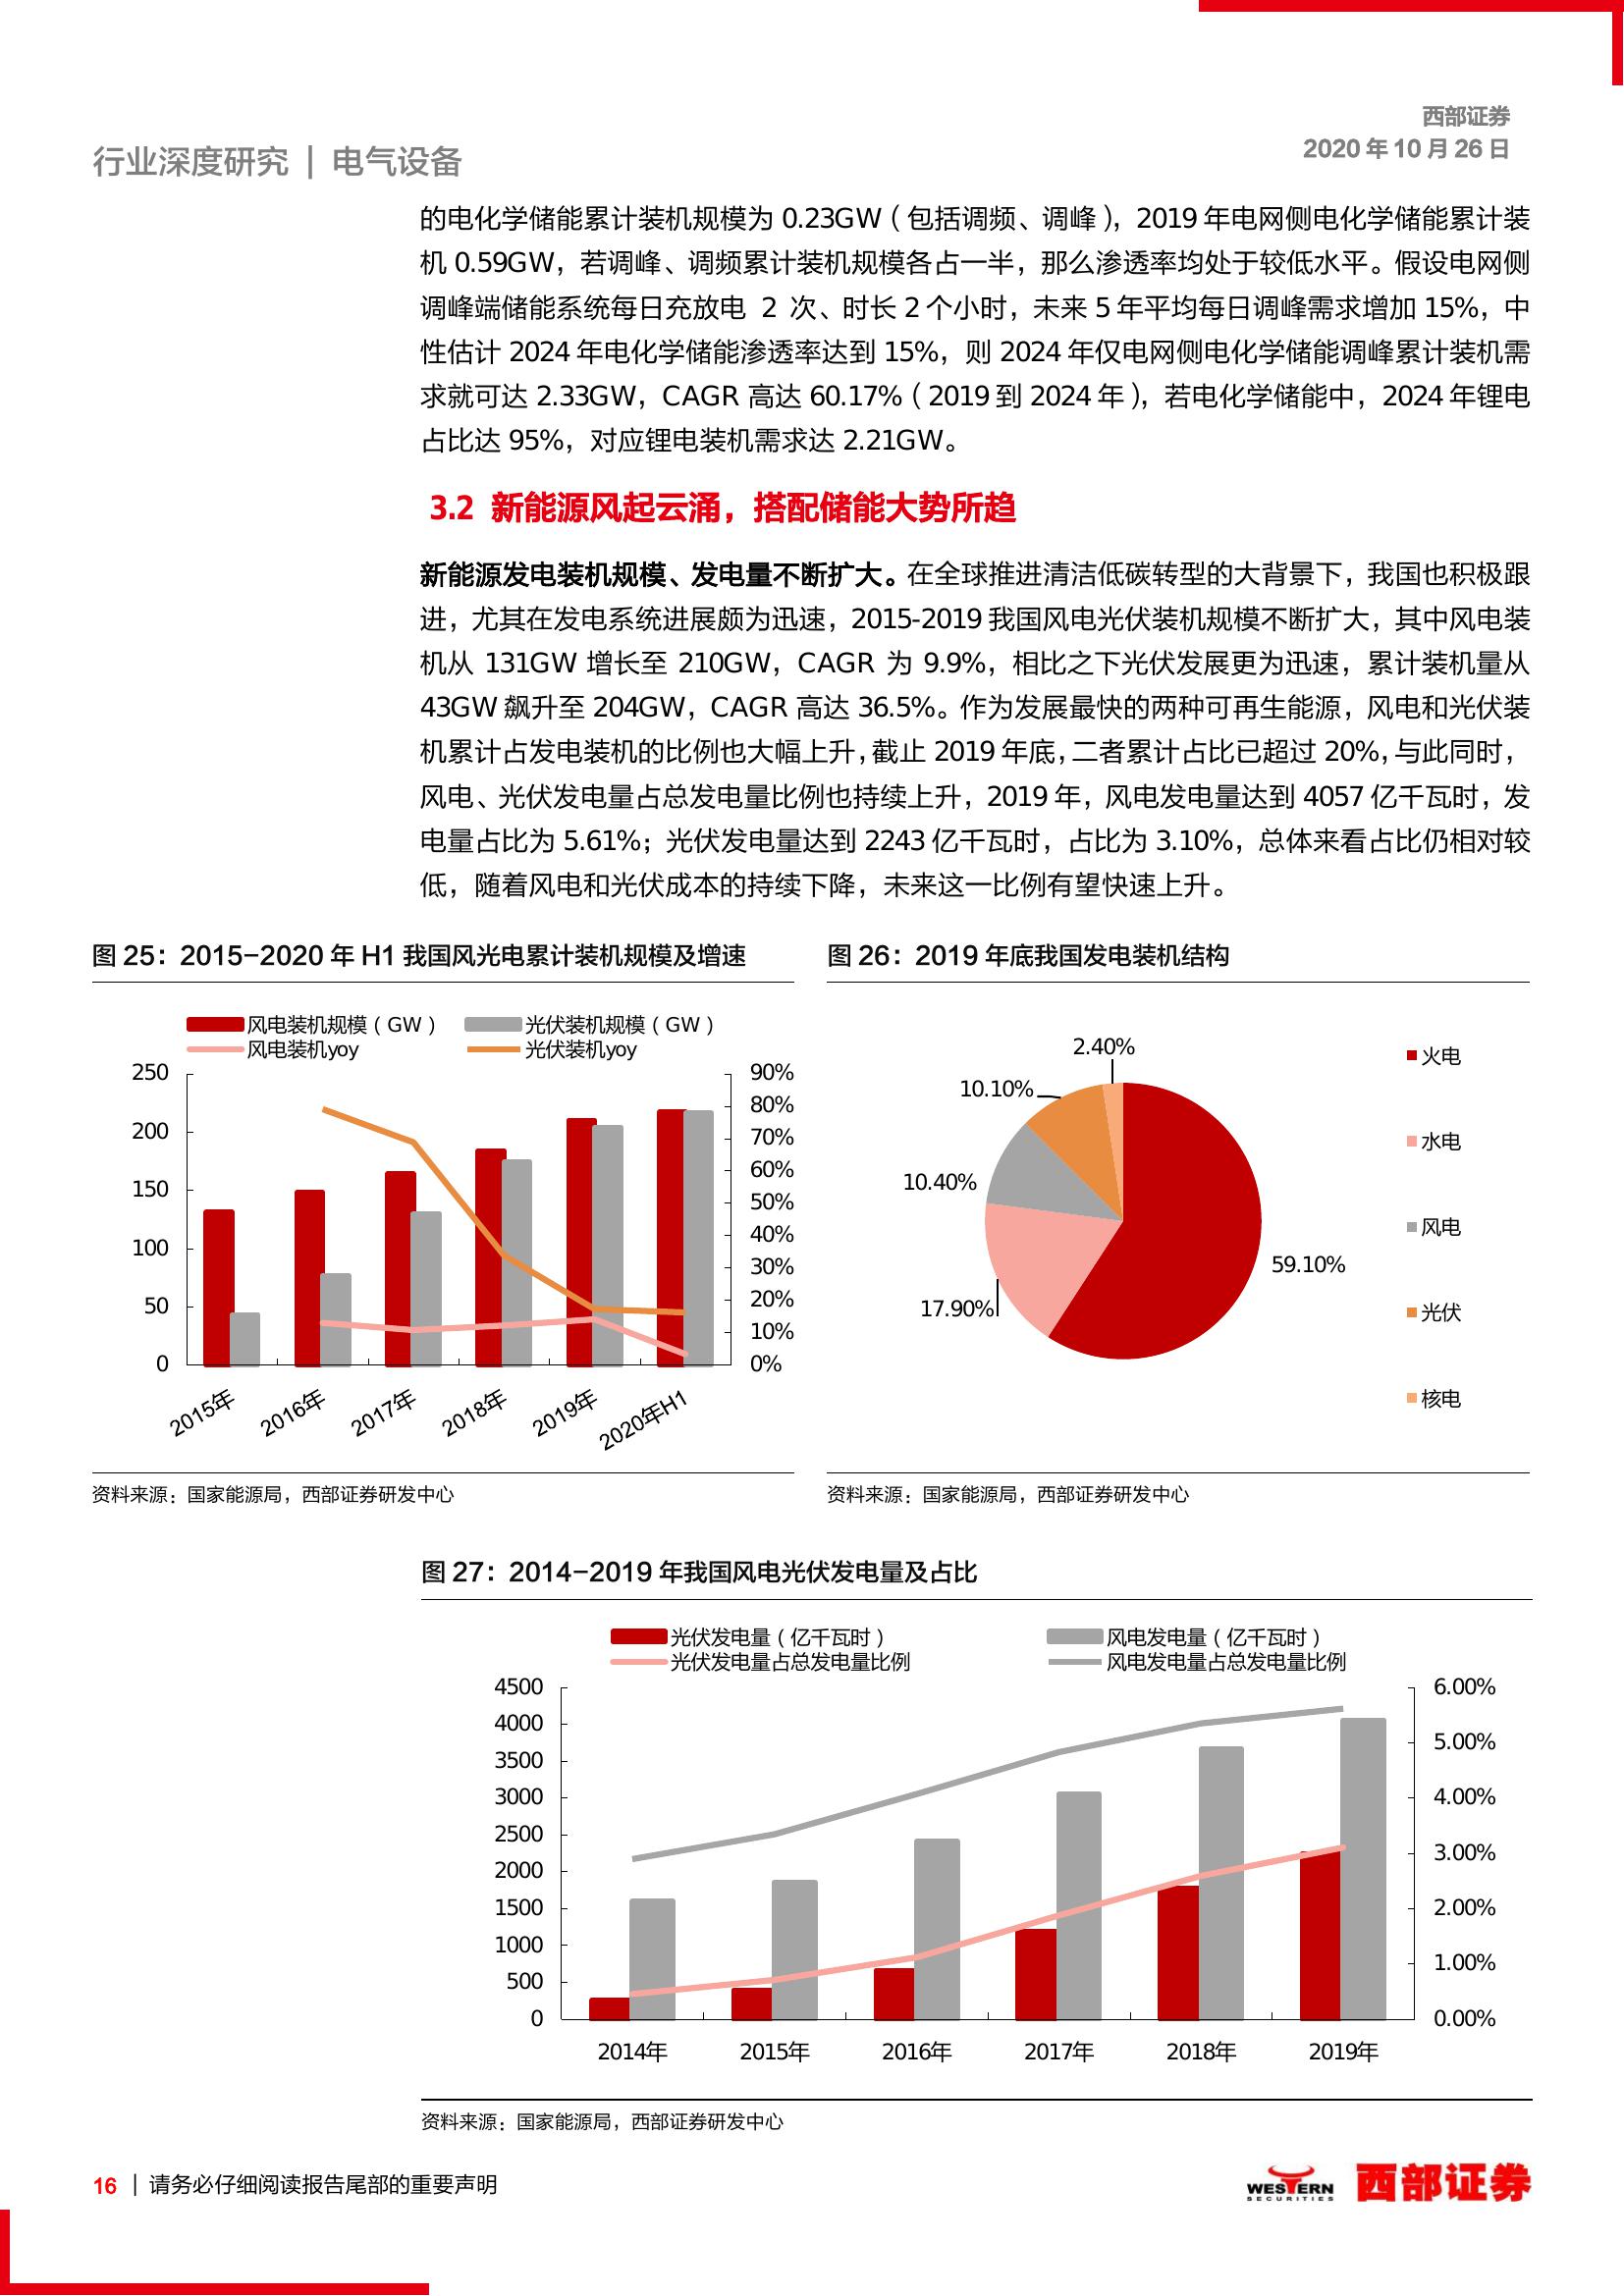 西部证券
2020 年 10 月 26 日
行业深度研究 | 电气设备
的电化学储能累计装机规模为 0.23GW（包括调频、调峰），2019 年电网侧电化学储能累计装
机 0.59GW，若调峰、调频累计装机规模各占一半，那么渗透率均处于较低水平。假设电网侧
调峰端储能系统每日充放电 2 次、时长 2 个小时，未来 5 年平均每日调峰需求增加 15%，中
性估计 2024 年电化学储能渗透率达到 15%，则 2024 年仅电网侧电化学储能调峰累计装机需
求就可达 2.33GW，CAGR 高达 60.17%（2019 到 2024 年），若电化学储能中，2024 年锂电
占比达 95%，对应锂电装机需求达 2.21GW。
3.2 新能源风起云涌，搭配储能大势所趋
新能源发电装机规模、发电量不断扩大。在全球推进清洁低碳转型的大背景下，我国也积极跟
进，尤其在发电系统进展颇为迅速，2015-2019 我国风电光伏装机规模不断扩大，其中风电装
机从 131GW 增长至 210GW，CAGR 为 9.9%，相比之下光伏发展更为迅速，累计装机量从
43GW 飙升至 204GW，CAGR 高达 36.5%。作为发展最快的两种可再生能源，风电和光伏装
机累计占发电装机的比例也大幅上升，截止 2019 年底，二者累计占比已超过 20%，与此同时，
风电、光伏发电量占总发电量比例也持续上升，2019 年，风电发电量达到 4057 亿千瓦时，发
电量占比为 5.61%；光伏发电量达到 2243 亿千瓦时，占比为 3.10%，总体来看占比仍相对较
低，随着风电和光伏成本的持续下降，未来这一比例有望快速上升。
图 25：2015-2020 年 H1 我国风光电累计装机规模及增速
风电装机规模（GW）
光伏装机规模（GW）
风电装机yoy
光伏装机yoy
250
200
150
100
50
0
90%
80%
70%
60%
50%
40%
30%
20%
10%
0%
2015年
2016年
2017年
2018年
2019年
2020年H1
资料来源：国家能源局，西部证券研发中心
图 26：2019 年底我国发电装机结构
2.40%
10.10%
10.40%
17.90%
59.10%
火电
水电
风电
光伏
核电
资料来源：国家能源局，西部证券研发中心
图 27：2014-2019 年我国风电光伏发电量及占比
光伏发电量（亿千瓦时）
风电发电量（亿千瓦时）
光伏发电量占总发电量比例
风电发电量占总发电量比例
4500
4000
3500
3000
2500
2000
1500
1000
500
0
6.00%
5.00%
4.00%
3.00%
2.00%
1.00%
0.00%
2014年
2015年
2016年
2017年
2018年
2019年
资料来源：国家能源局，西部证券研发中心
16 | 请务必仔细阅读报告尾部的重要声明
WESTERN
SECURITIES
西部证券